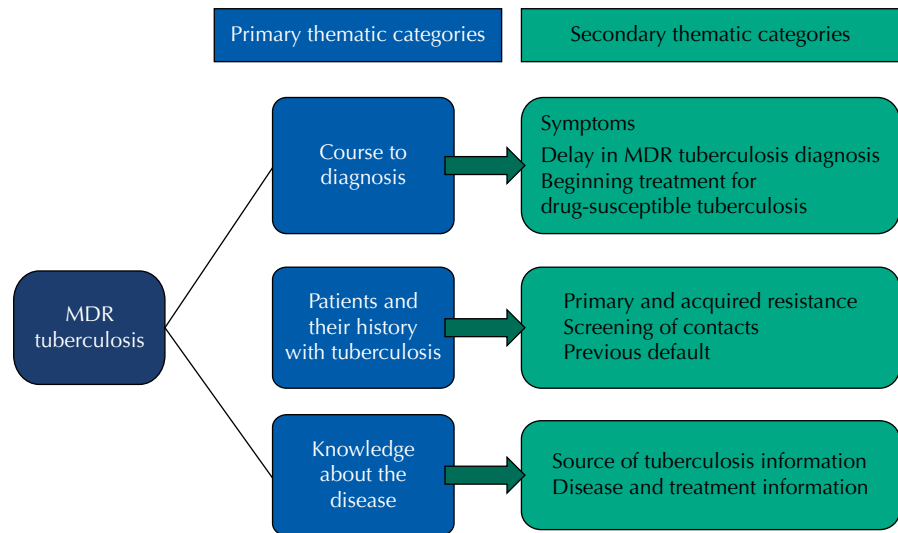 Primary thematic categories
Secondary thematic categories
MDR
tuberculosis
Course to
diagnosis
Symptoms
Delay in MDR tuberculosis diagnosis
Beginning treatment for
drug-susceptible tuberculosis
Patients and
their history
with tuberculosis
Primary and acquired resistance
Screening of contacts
Previous default
Knowledge
about the
disease
Source of tuberculosis information
Disease and treatment information